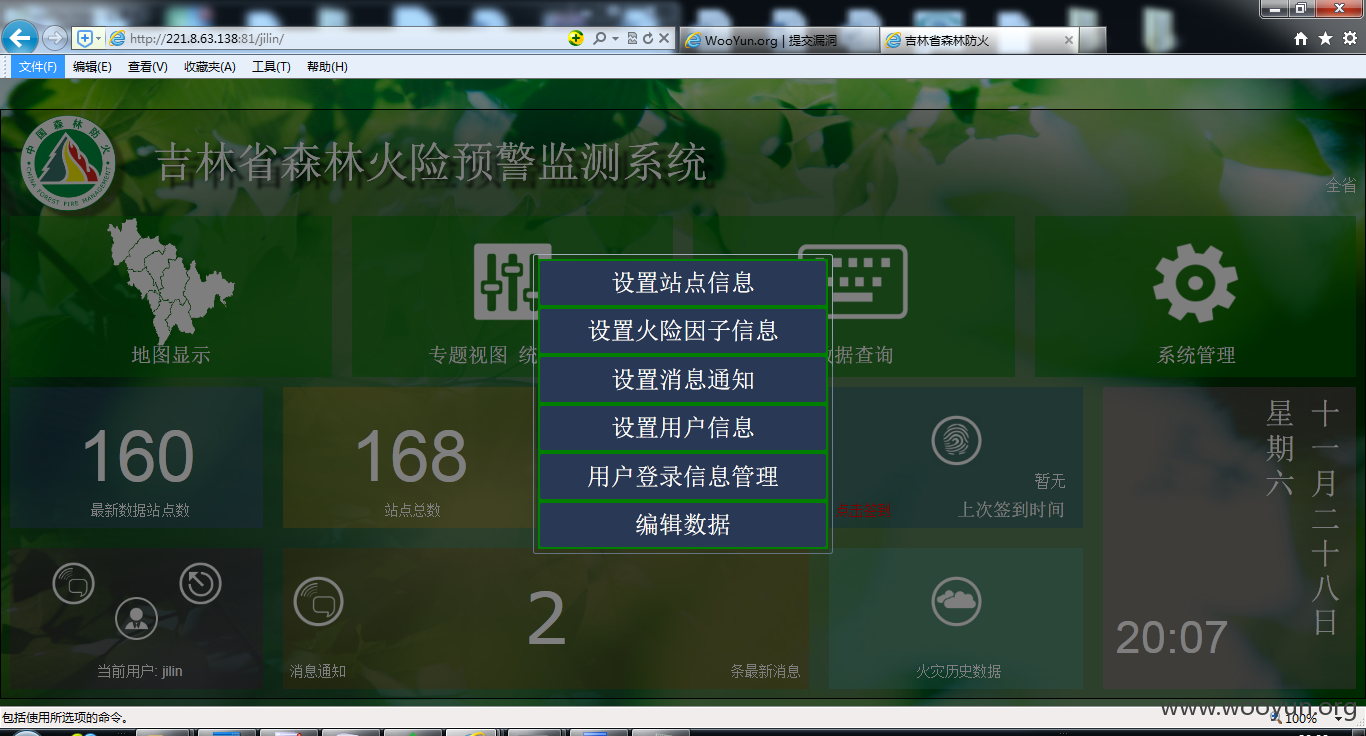 http://221.8.63.138:81/jilin/
WooYun.org | 提交漏洞
吉林省森林防火
文件(F) 编辑(E) 查看(V) 收藏夹(A) 工具(T) 帮助(H)
中国森林防火
CHINA FOREST FIRE MANAGEMENT
吉林省森林火险预警监测系统
全省
地图显示
专题视图 统
据查询
系统管理
设置站点信息
设置火险因子信息
设置消息通知
设置用户信息
用户登录信息管理
编辑数据
160
最新数据站点数
168
站点总数
暂无
上次签到时间
十一月二十八日
星期六
20:07
当前用户: jilin
消息通知
2
条最新消息
火灾历史数据
包括使用所选项的命令。
100%
www.wooyun.org